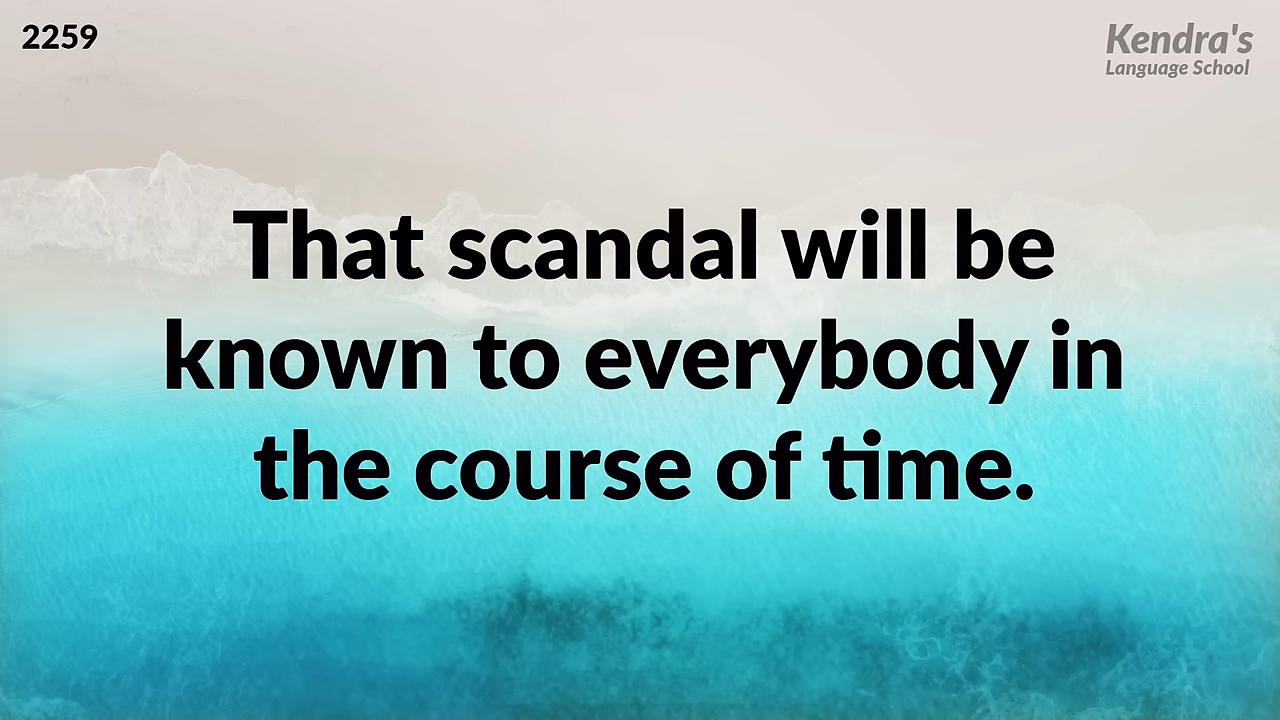 2259
Kendra's
Language School
That scandal will be
known to everybody in
the course of time.